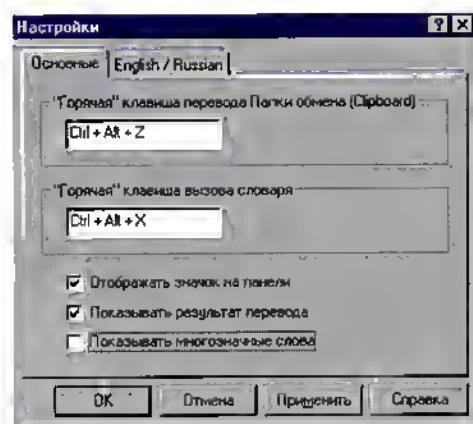 Настройки
Основные English / Russian
"Горячая" клавиша перевода Папки обмена (Clipboard)
Ctrl + Alt + Z
"Горячая" клавиша вызова словаря
Ctrl + Alt + X
Отображать значок на панели
Показывать результат перевода
Показывать многозначные слова
OK Отмена Применить Справка